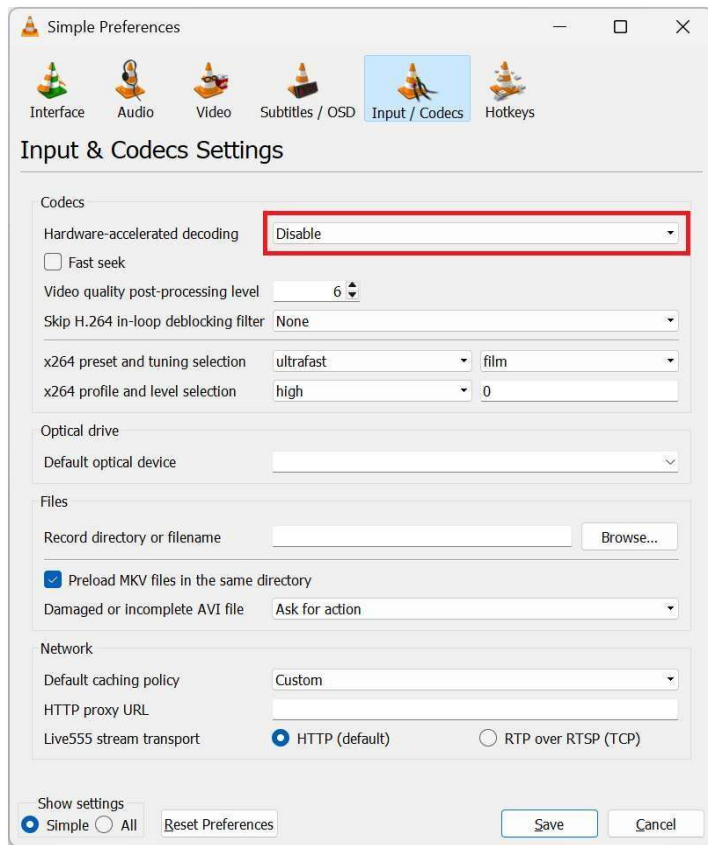 Simple Preferences
Interface Audio Video Subtitles / OSD Input / Codecs Hotkeys
Input & Codecs Settings
Codecs
Hardware-accelerated decoding Disable
Fast seek
Video quality post-processing level 6
Skip H.264 in-loop deblocking filter None
x264 preset and tuning selection ultrafast film
x264 profile and level selection high 0
Optical drive
Default optical device
Files
Record directory or filename Browse...
Preload MKV files in the same directory
Damaged or incomplete AVI file Ask for action
Network
Default caching policy Custom
HTTP proxy URL
Live555 stream transport HTTP (default) RTP over RTSP (TCP)
Show settings
Simple All Reset Preferences Save Cancel